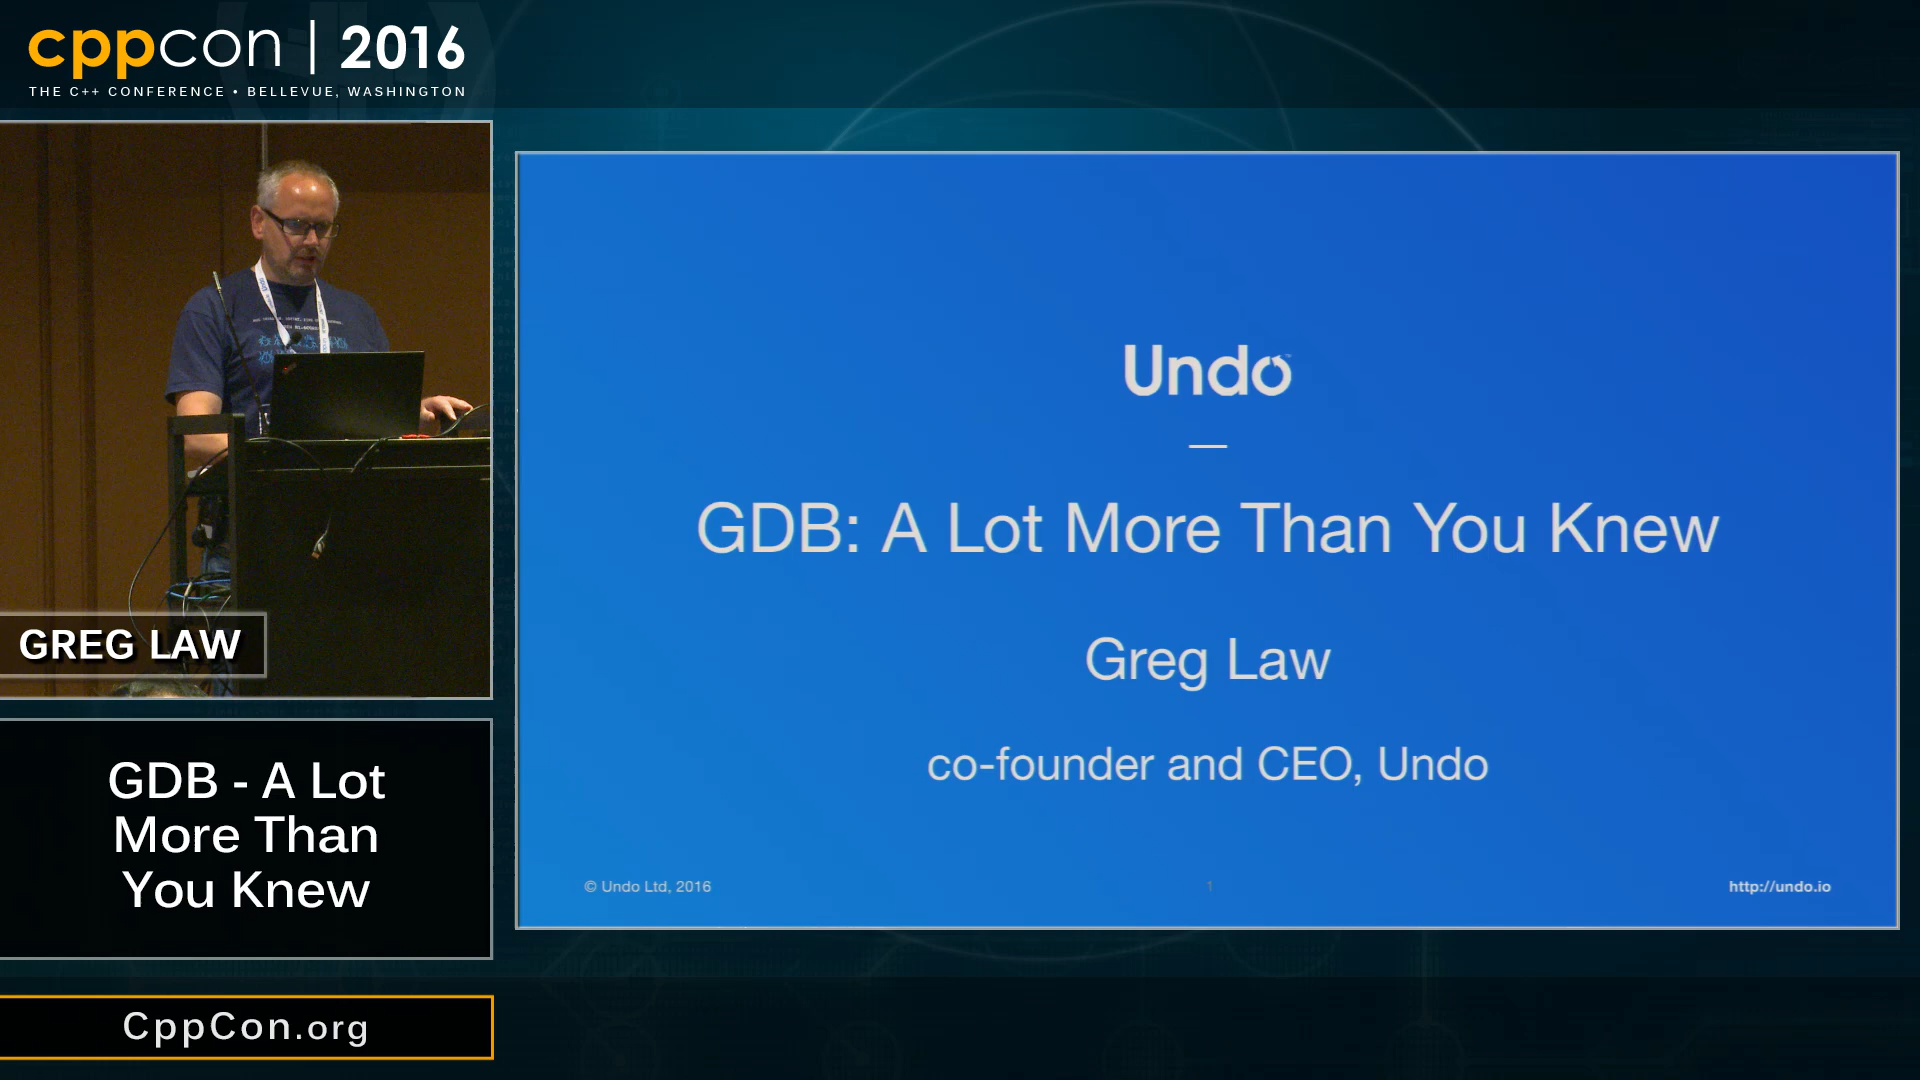 cppcon | 2016
THE C++ CONFERENCE • BELLEVUE, WASHINGTON
GREG LAW
GDB - A Lot
More Than
You Knew
CppCon.org
Undo
GDB: A Lot More Than You Knew
Greg Law
co-founder and CEO, Undo
© Undo Ltd, 2016
1
http://undo.io